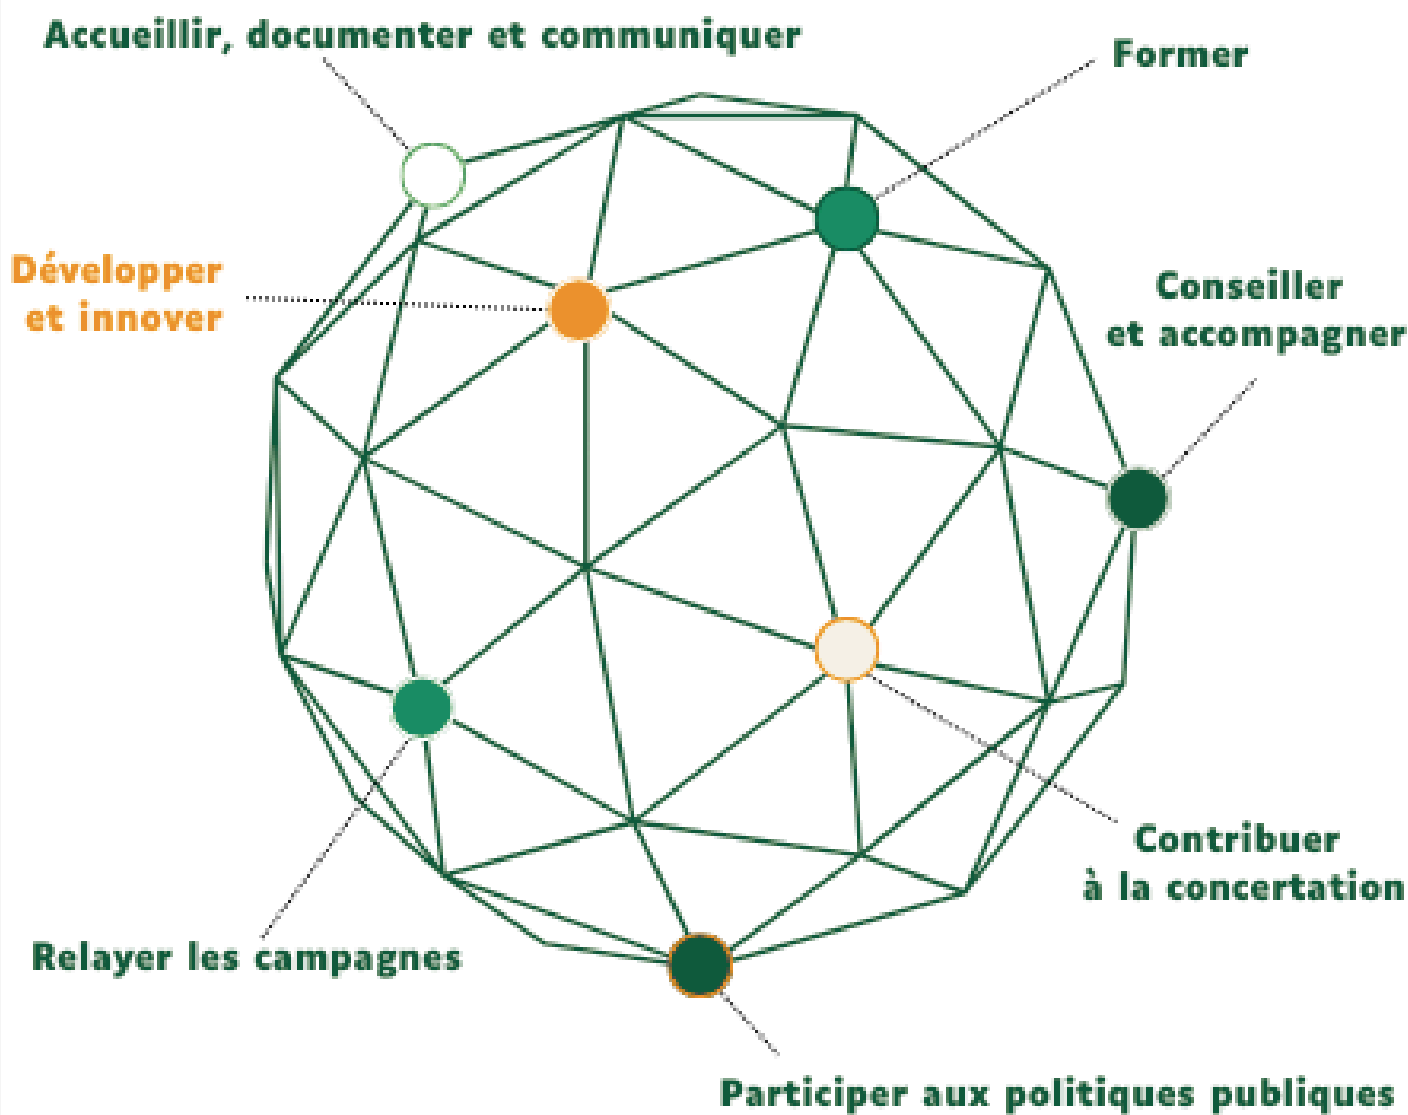 Accueillir, documenter et communiquer
Former
Développer
et innover
Conseiller
et accompagner
Contribuer
à la concertation
Relayer les campagnes
Participer aux politiques publiques